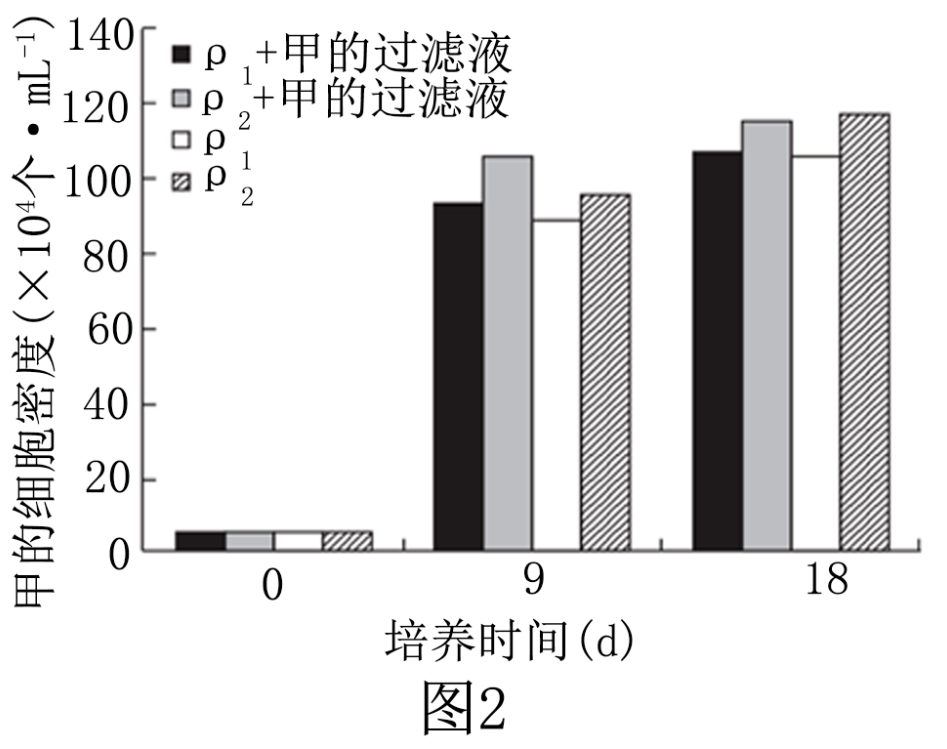 甲的细胞密度(×10⁴个·mL⁻¹)
140
120
100
80
60
40
20
0
ρ₁+甲的过滤液
ρ₂+甲的过滤液
ρ₁
ρ₂
0 9 18
培养时间(d)
图2